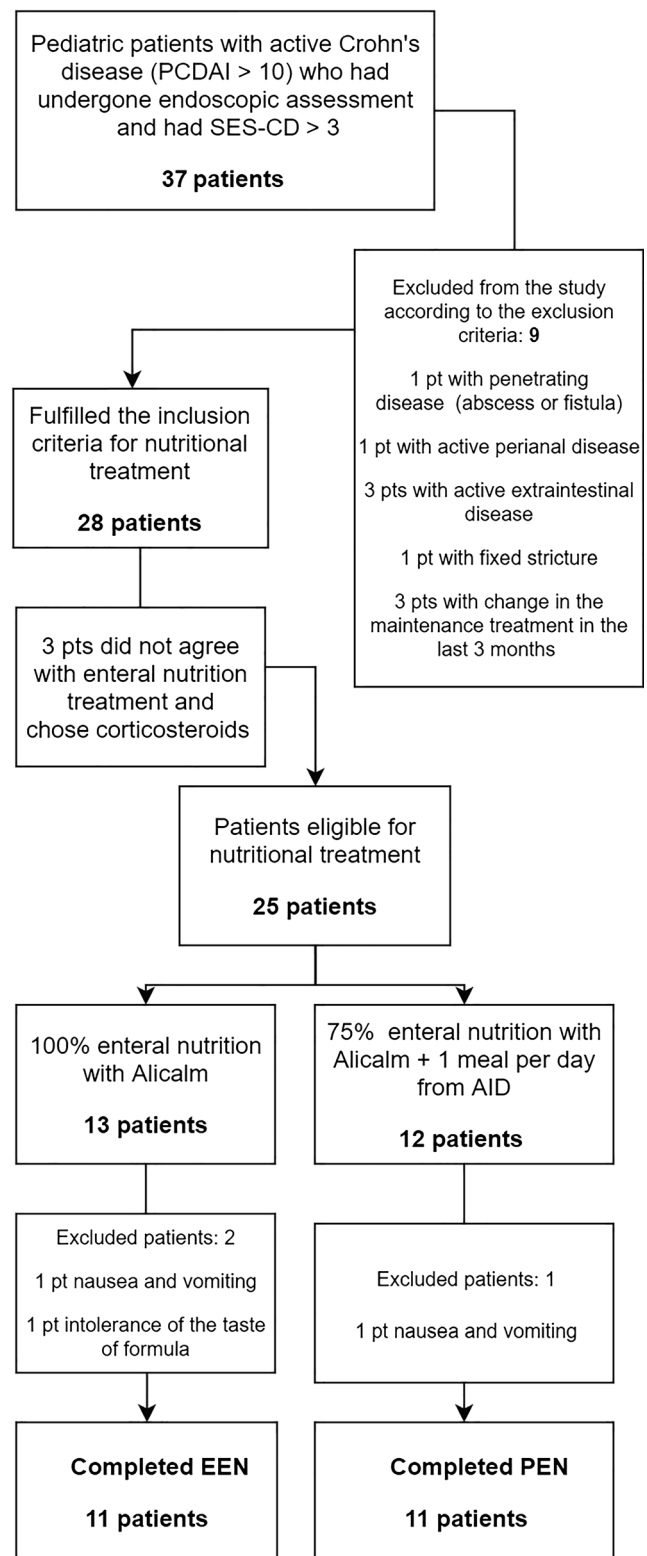 Pediatric patients with active Crohn's
disease (PCDAI > 10) who had
undergone endoscopic assessment
and had SES-CD > 3
37 patients
Excluded from the study
according to the exclusion
criteria: 9
1 pt with penetrating
disease (abscess or fistula)
1 pt with active perianal disease
3 pts with active extraintestinal
disease
1 pt with fixed stricture
3 pts with change in the
maintenance treatment in the
last 3 months
Fulfilled the inclusion
criteria for nutritional
treatment
28 patients
3 pts did not agree
with enteral nutrition
treatment and
chose corticosteroids
Patients eligible for
nutritional treatment
25 patients
100% enteral nutrition
with Alicalm
13 patients
75% enteral nutrition with
Alicalm + 1 meal per day
from AID
12 patients
Excluded patients: 2
1 pt nausea and vomiting
1 pt intolerance of the taste
of formula
Excluded patients: 1
1 pt nausea and vomiting
Completed EEN
11 patients
Completed PEN
11 patients